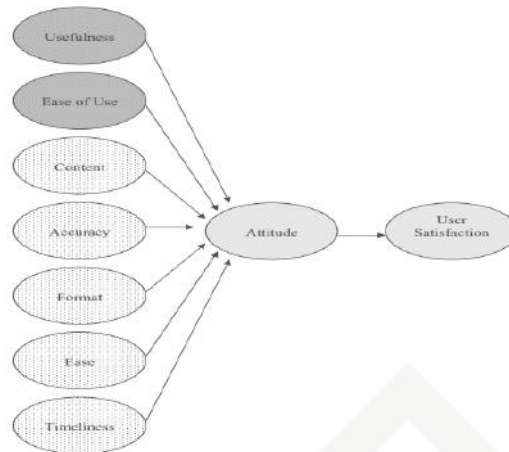 Usefulness
Ease of Use
Content
Accuracy
Attitude
User
Satisfaction
Format
Ease
Timeliness